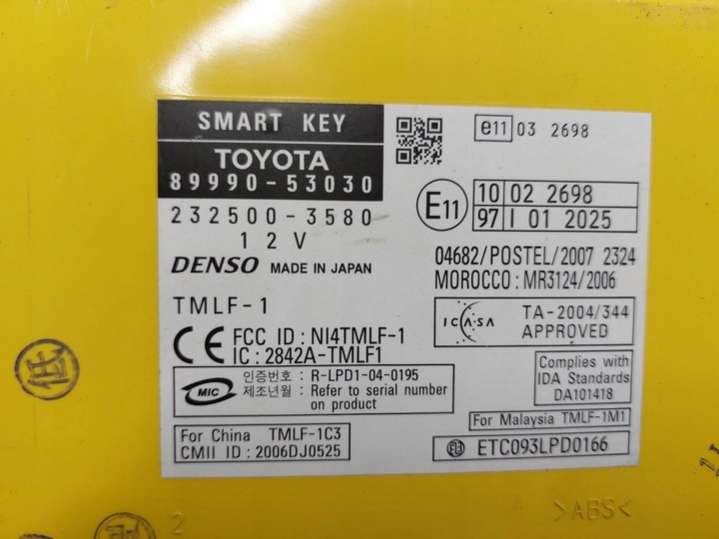 SMART KEY
TOYOTA
89990-53030
232500-3580
12V
DENSO MADE IN JAPAN
TMLF-1
CE FCC ID : NI4TMLF-1
IC : 2842A-TMLF1
MIC 인증번호 : R-LPD1-04-0195
제조년월 : Refer to serial number
on product
For China TMLF-1C3
CMII ID : 2006DJ0525
e11 03 2698
E11
10 02 2698
97 I 01 2025
04682/POSTEL/2007 2324
MOROCCO : MR3124/2006
ICASA TA-2004/344
APPROVED
Complies with
IDA Standards
DA101418
For Malaysia TMLF-1M1
ETC093LPD0166
低
2
>ABS<